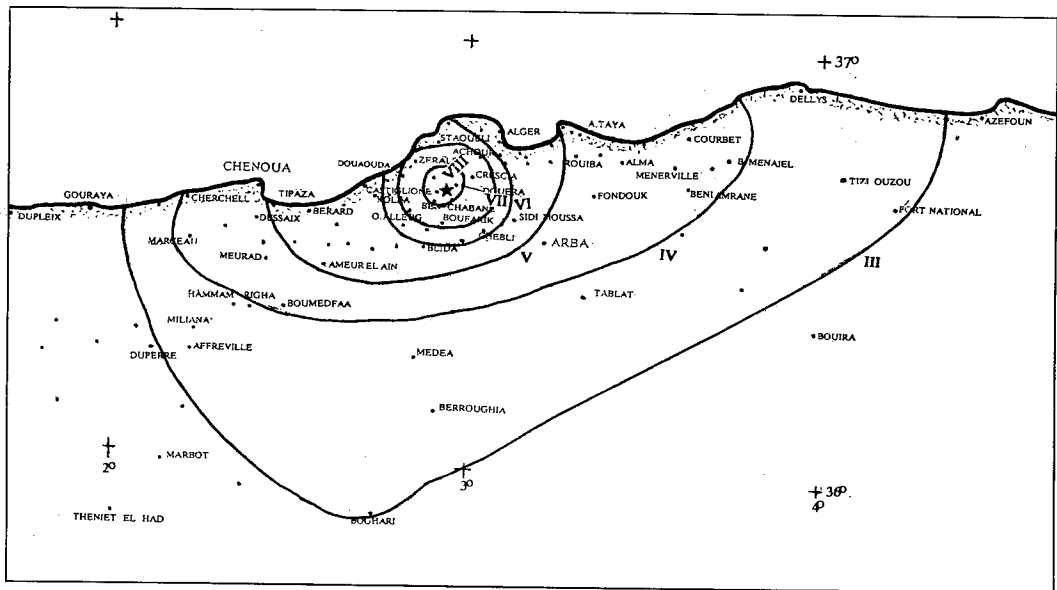 37°
DELLYS
AZEFOUN
A.TAYA
ALGER
STAOUELI
COURBET
ACHOUR
ZERAL
DOUAOUDA
CHENOUA
ROUIBA
ALMA
MENERVILLE
B.MENAIEL
VIII
CRESCIA
TIZI OUZOU
GOURAYA
CHERCHELL
TIPAZA
CASTIGLIONE
KOLEA
DOUERA
FONDOUK
BENI AMRANE
BERARD
BEN CHABANE
VII
VI
FORT NATIONAL
DUPLEIX
DESSAIX
O.ALLEUG
BOUFARIK
SIDI MOUSSA
MARCEAU
CHEBLI
ARBA
BLIDA
MEURAD
AMEUR EL AIN
V
IV
III
HAMMAM RIGHA
BOUMEDFAA
TABLAT
MILIANA
DUPERRE
AFFREVILLE
MEDEA
BOUIRA
BERROUGHIA
MARBOT
2°
3°
36°
4°
THENIET EL HAD
BOGHARI